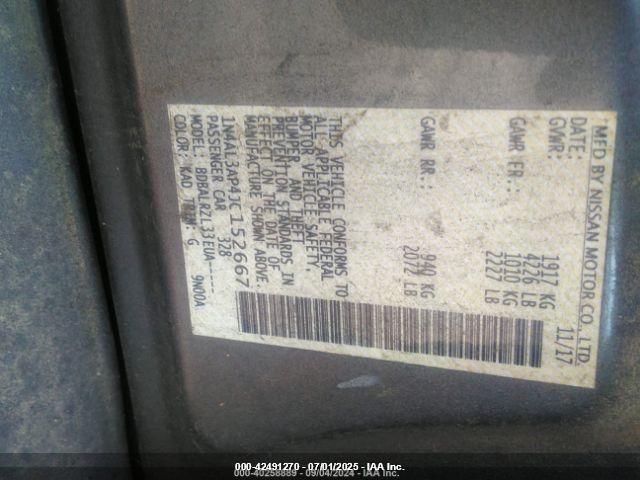 MFD BY NISSAN MOTOR CO., LTD.
DATE: 11/17
GVWR: 1917 KG
4226 LB
GAWR FR.: 1010 KG
2227 LB
GAWR RR.: 940 KG
2072 LB
THIS VEHICLE CONFORMS TO
ALL APPLICABLE FEDERAL
MOTOR VEHICLE SAFETY,
BUMPER, AND THEFT
PREVENTION STANDARDS IN
EFFECT ON THE DATE OF
MANUFACTURE SHOWN ABOVE.
1N4AL3AP4JC152667
PASSENGER CAR 328
MODEL: BDBALRZL33EUA-----
COLOR: KAD TRIM: G 9N00A
000-42491270 - 07/01/2025 - IAA Inc.
000-40258889 - 09/04/2024 - IAA Inc.